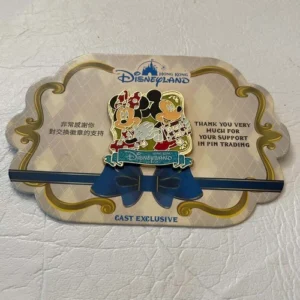 HONG KONG
DISNEYLAND
非常感謝你
對交換徽章的支持
THANK YOU VERY
MUCH FOR
YOUR SUPPORT
IN PIN TRADING
DISNEYLAND
CAST EXCLUSIVE